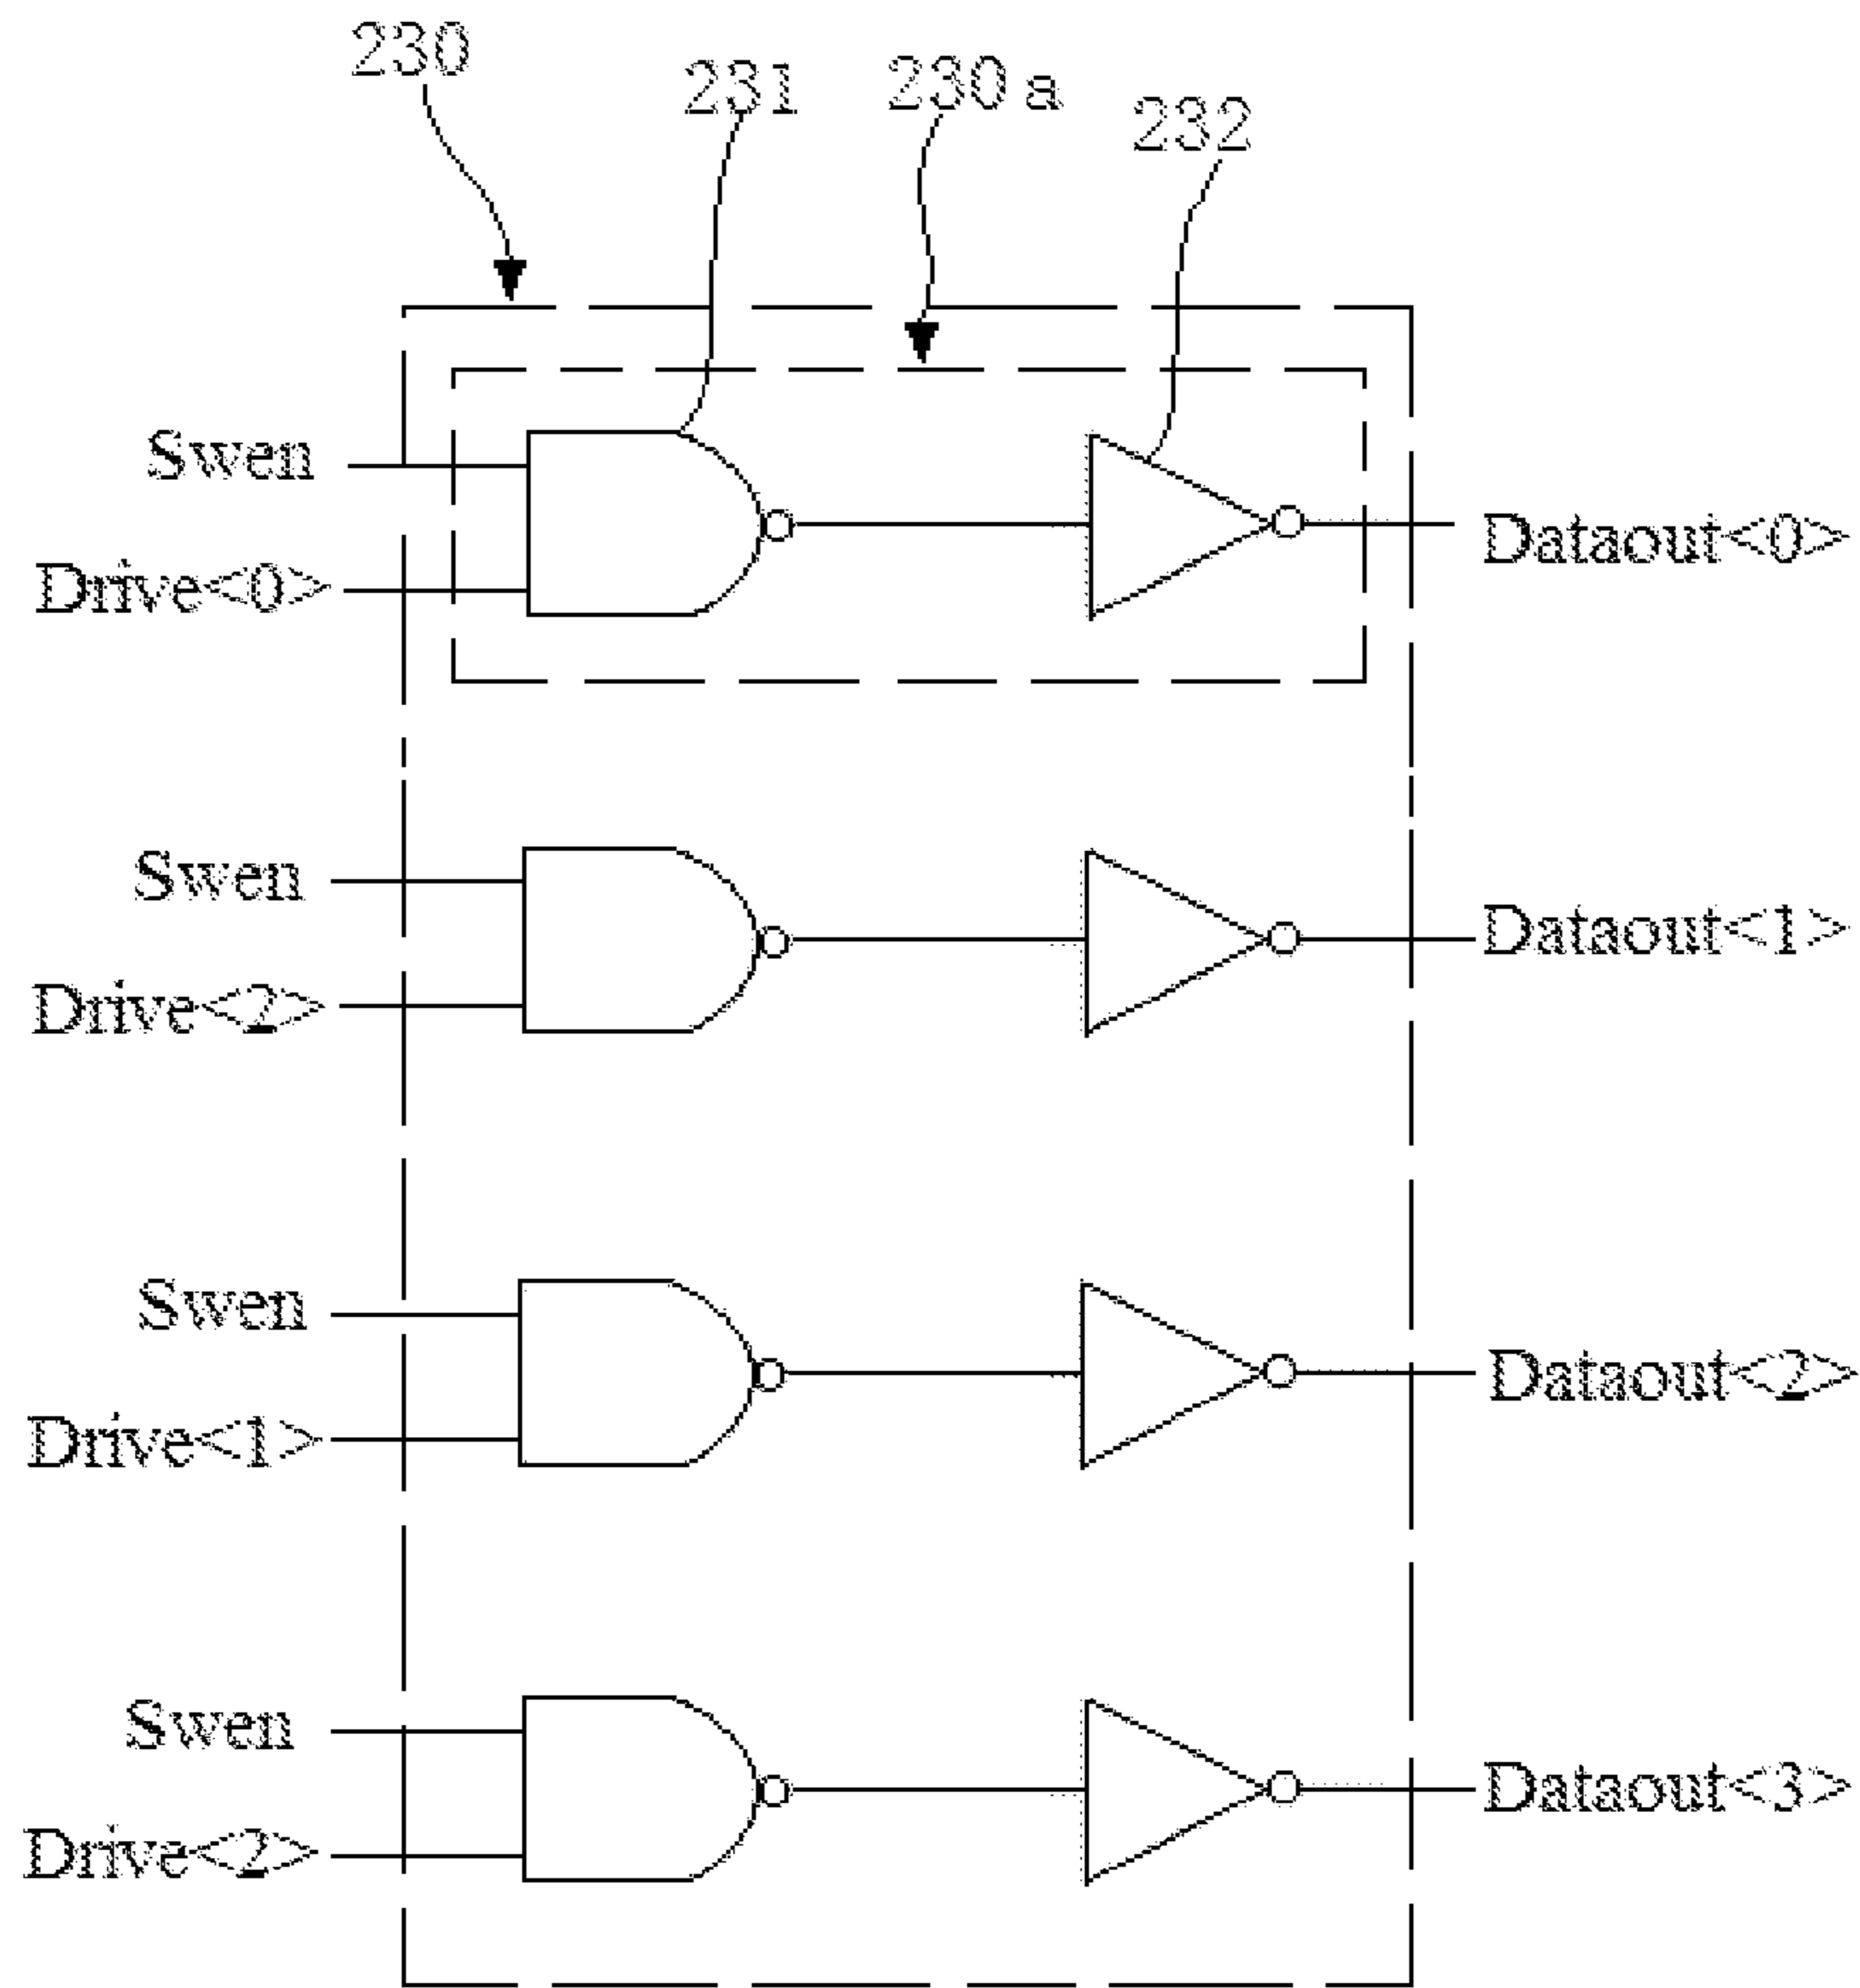 230
231
230 a
232
Swen
Drive<0>
Dataout<0>
Swen
Drive<2>
Dataout<1>
Swen
Drive<1>
Dataout<2>
Swen
Drive<2>
Dataout<3>